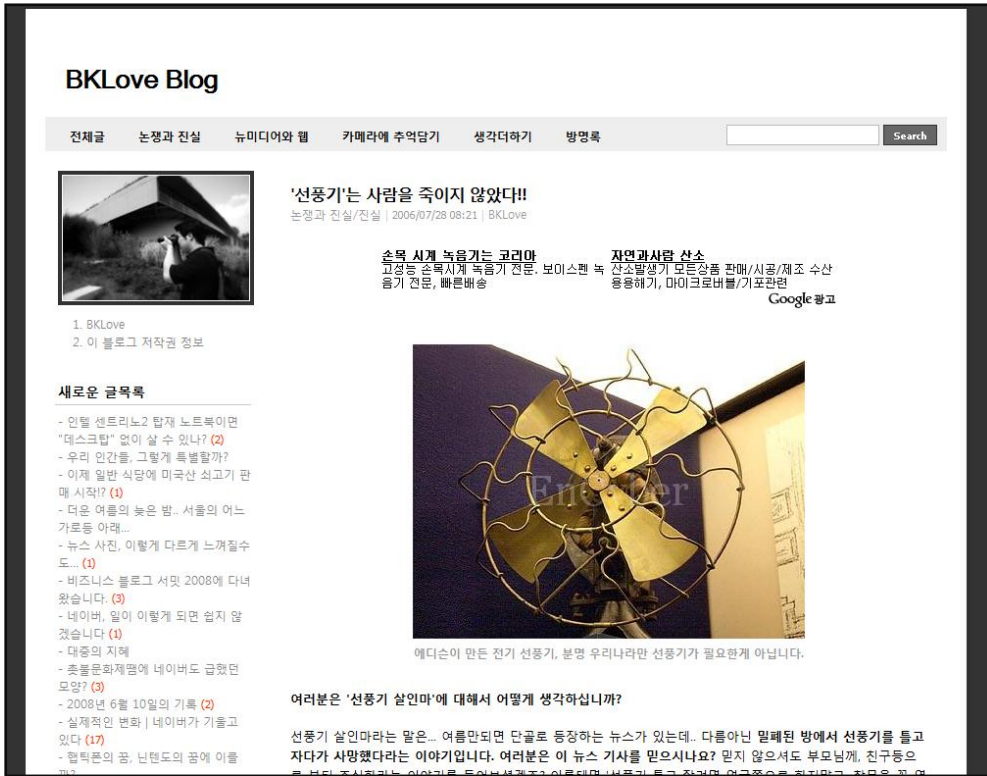 BKLove Blog
전체글 논쟁과 진실 뉴미디어와 웹 카메라에 추억담기 생각더하기 방명록 Search
1. BKLove
2. 이 블로그 저작권 정보
새로운 글목록
- 인텔 센트리노2 탑재 노트북이면
"데스크탑" 없이 살 수 있나? (2)
- 우리 인간들, 그렇게 특별할까?
- 이제 일반 식당에 미국산 쇠고기 판
매 시작!? (1)
- 더운 여름의 늦은 밤.. 서울의 어느
가로등 아래...
- 뉴스 사진, 이렇게 다르게 느껴질수
도... (1)
- 비즈니스 블로그 서밋 2008에 다녀
왔습니다. (3)
- 네이버, 일이 이렇게 되면 쉽지 않
겠습니다 (1)
- 대중의 지혜
- 촛불문화제땜에 네이버도 급했던
모양? (3)
- 2008년 6월 10일의 기록 (2)
- 실제적인 변화 | 네이버가 기울고
있다 (17)
- 햅틱폰의 꿈, 닌텐도의 꿈에 이를
'선풍기'는 사람을 죽이지 않았다!!
논쟁과 진실/진실 | 2006/07/28 08:21 | BKLove
손목 시계 녹음기는 코리아
고성능 손목시계 녹음기 전문. 보이스펜 녹
음기 전문, 빠른배송
자연과사람 산소
산소발생기 모든상품 판매/시공/제조 수산
용용해기, 마이크로버블/기포관련
Google 광고
EnCyber
에디슨이 만든 전기 선풍기, 분명 우리나라만 선풍기가 필요한게 아닙니다.
여러분은 '선풍기 살인마'에 대해서 어떻게 생각하십니까?
선풍기 살인마라는 말은... 여름만되면 단골로 등장하는 뉴스가 있는데.. 다름아닌 밀폐된 방에서 선풍기를 틀고
자다가 사망했다라는 이야기입니다. 여러분은 이 뉴스 기사를 믿으시나요? 믿지 않으셔도 부모님께, 친구등으